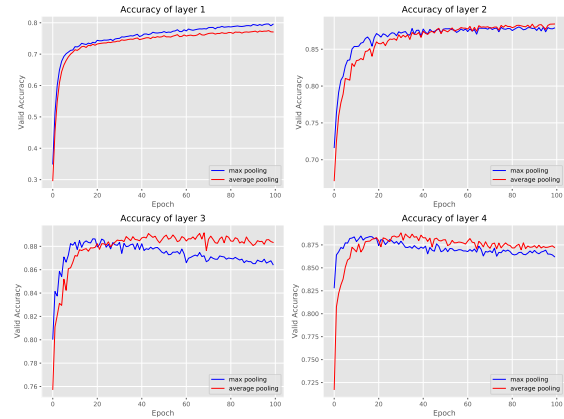 Accuracy of layer 1
Valid Accuracy
0.8
0.7
0.6
0.5
0.4
0.3
0 20 40 60 80 100
Epoch
max pooling
average pooling
Accuracy of layer 2
Valid Accuracy
0.85
0.80
0.75
0.70
0 20 40 60 80 100
Epoch
max pooling
average pooling
Accuracy of layer 3
Valid Accuracy
0.88
0.86
0.84
0.82
0.80
0.78
0.76
0 20 40 60 80 100
Epoch
max pooling
average pooling
Accuracy of layer 4
Valid Accuracy
0.875
0.850
0.825
0.800
0.775
0.750
0.725
0 20 40 60 80 100
Epoch
max pooling
average pooling